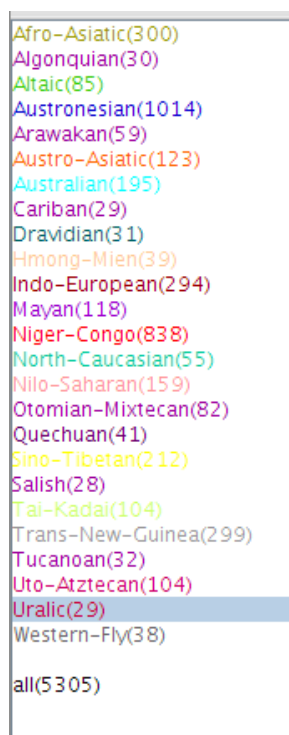 Afro-Asiatic(300)
Algonquian(30)
Altaic(85)
Austronesian(1014)
Arawakan(59)
Austro-Asiatic(123)
Australian(195)
Cariban(29)
Dravidian(31)
Hmong-Mien(39)
Indo-European(294)
Mayan(118)
Niger-Congo(838)
North-Caucasian(55)
Nilo-Saharan(159)
Otomian-Mixtecan(82)
Quechuan(41)
Sino-Tibetan(212)
Salish(28)
Tai-Kadai(104)
Trans-New-Guinea(299)
Tucanoan(32)
Uto-Atztecan(104)
Uralic(29)
Western-Fly(38)
all(5305)